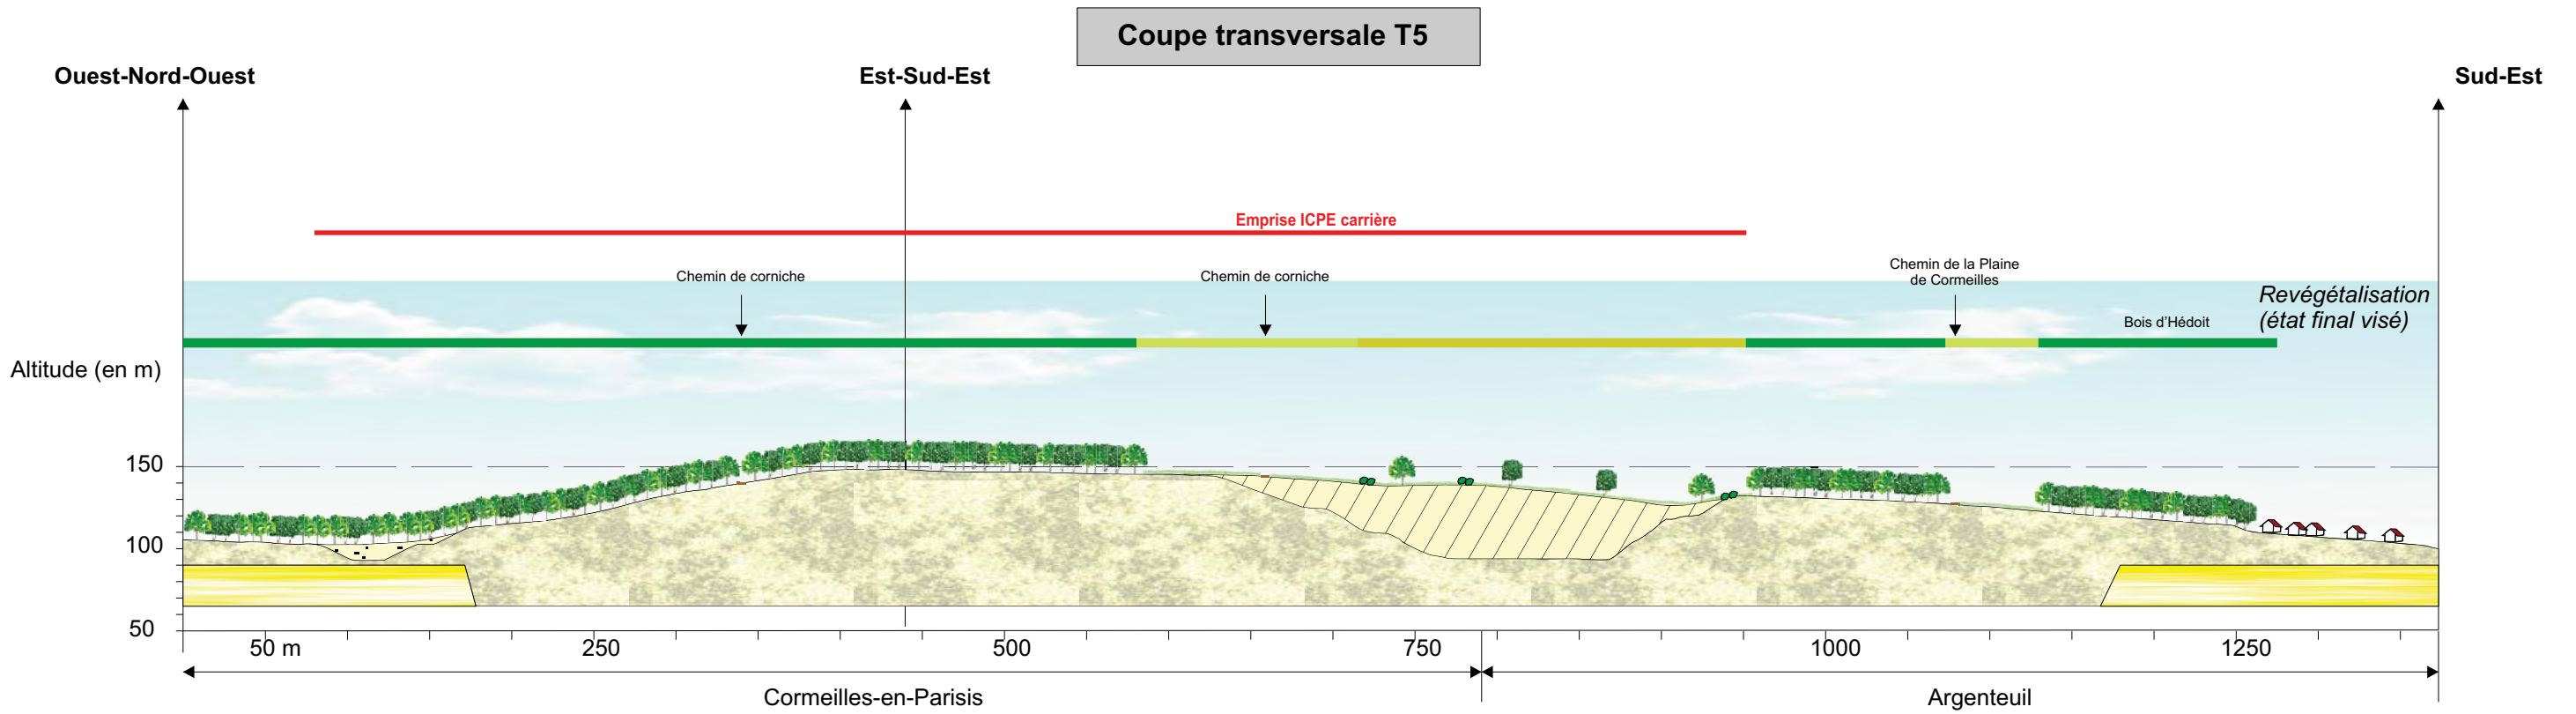 Coupe transversale T5
Ouest-Nord-Ouest
Est-Sud-Est
Sud-Est
Emprise ICPE carrière
Chemin de corniche
Chemin de corniche
Chemin de la Plaine
de Cormeilles
Bois d'Hédoit
Revégétalisation
(état final visé)
Altitude (en m)
150
100
50
50 m
250
500
750
1000
1250
Cormeilles-en-Parisis
Argenteuil